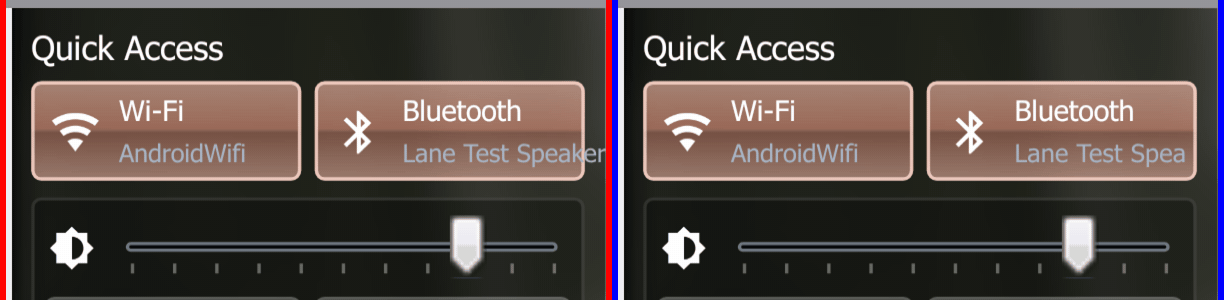 Quick Access
Wi-Fi
AndroidWifi
Bluetooth
Lane Test Speaker
Quick Access
Wi-Fi
AndroidWifi
Bluetooth
Lane Test Spea